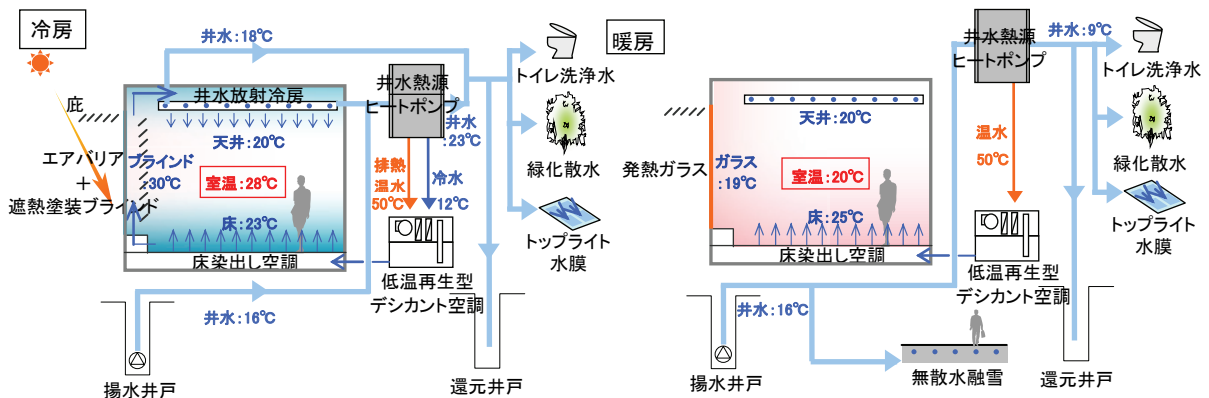 冷房
井水:18℃
庇
井水放射冷房
天井:20℃
井水熱源
ヒートポンプ
井水
:23℃
エアバリア
+
遮熱塗装ブラインド
ブラインド
:30℃
室温:28℃
床:23℃
床染出し空調
排熱
温水
50℃
冷水
12℃
低温再生型
デシカント空調
トイレ洗浄水
緑化散水
トップライト
水膜
井水:16℃
揚水井戸
還元井戸
暖房
井水熱源
ヒートポンプ
井水:9℃
天井:20℃
発熱ガラス
ガラス
:19℃
室温:20℃
床:25℃
床染出し空調
温水
50℃
低温再生型
デシカント空調
トイレ洗浄水
緑化散水
トップライト
水膜
井水:16℃
揚水井戸
無散水融雪
還元井戸